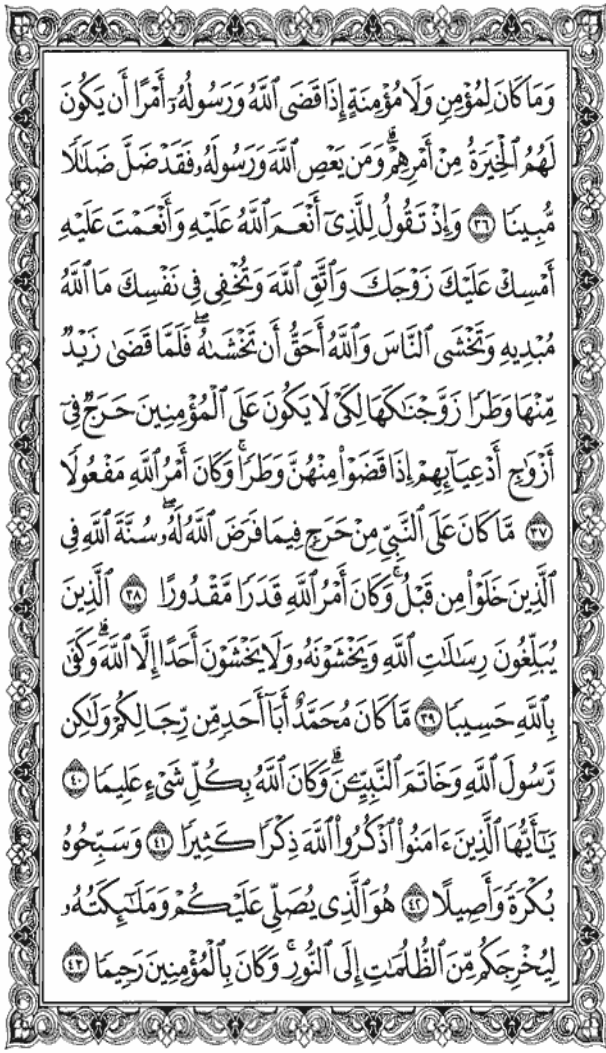 وَمَا كَانَ لِمُؤْمِنٍ وَلَا مُؤْمِنَةٍ إِذَا قَضَى ٱللَّهُ وَرَسُولُهُۥٓ أَمْرًا أَن يَكُونَ
لَهُمُ ٱلْخِيَرَةُ مِنْ أَمْرِهِمْۗ وَمَن يَعْصِ ٱللَّهَ وَرَسُولَهُۥ فَقَدْ ضَلَّ ضَلَٰلًا
مُّبِينًا ٣٦ وَإِذْ تَقُولُ لِلَّذِىٓ أَنْعَمَ ٱللَّهُ عَلَيْهِ وَأَنْعَمْتَ عَلَيْهِ
أَمْسِكْ عَلَيْكَ زَوْجَكَ وَٱتَّقِ ٱللَّهَ وَتُخْفِى فِى نَفْسِكَ مَا ٱللَّهُ
مُبْدِيهِ وَتَخْشَى ٱلنَّاسَ وَٱللَّهُ أَحَقُّ أَن تَخْشَىٰهُۖ فَلَمَّا قَضَىٰ زَيْدٌ
مِّنْهَا وَطَرًا زَوَّجْنَٰكَهَا لِكَىْ لَا يَكُونَ عَلَى ٱلْمُؤْمِنِينَ حَرَجٌ فِىٓ
أَزْوَٰجِ أَدْعِيَآئِهِمْ إِذَا قَضَوْا۟ مِنْهُنَّ وَطَرًاۚ وَكَانَ أَمْرُ ٱللَّهِ مَفْعُولًا
٣٧ مَّا كَانَ عَلَى ٱلنَّبِىِّ مِنْ حَرَجٍ فِيمَا فَرَضَ ٱللَّهُ لَهُۥۖ سُنَّةَ ٱللَّهِ فِى
ٱلَّذِينَ خَلَوْا۟ مِن قَبْلُۚ وَكَانَ أَمْرُ ٱللَّهِ قَدَرًا مَّقْدُورًا ٣٨ ٱلَّذِينَ
يُبَلِّغُونَ رِسَٰلَٰتِ ٱللَّهِ وَيَخْشَوْنَهُۥ وَلَا يَخْشَوْنَ أَحَدًا إِلَّا ٱللَّهَۗ وَكَفَىٰ
بِٱللَّهِ حَسِيبًا ٣٩ مَّا كَانَ مُحَمَّدٌ أَبَآ أَحَدٍ مِّن رِّجَالِكُمْ وَلَٰكِن
رَّسُولَ ٱللَّهِ وَخَاتَمَ ٱلنَّبِيِّـۧنَۗ وَكَانَ ٱللَّهُ بِكُلِّ شَىْءٍ عَلِيمًا ٤٠
يَٰٓأَيُّهَا ٱلَّذِينَ ءَامَنُوا۟ ٱذْكُرُوا۟ ٱللَّهَ ذِكْرًا كَثِيرًا ٤١ وَسَبِّحُوهُ
بُكْرَةً وَأَصِيلًا ٤٢ هُوَ ٱلَّذِى يُصَلِّى عَلَيْكُمْ وَمَلَٰٓئِكَتُهُۥ
لِيُخْرِجَكُم مِّنَ ٱلظُّلُمَٰتِ إِلَى ٱلنُّورِۚ وَكَانَ بِٱلْمُؤْمِنِينَ رَحِيمًا ٤٣